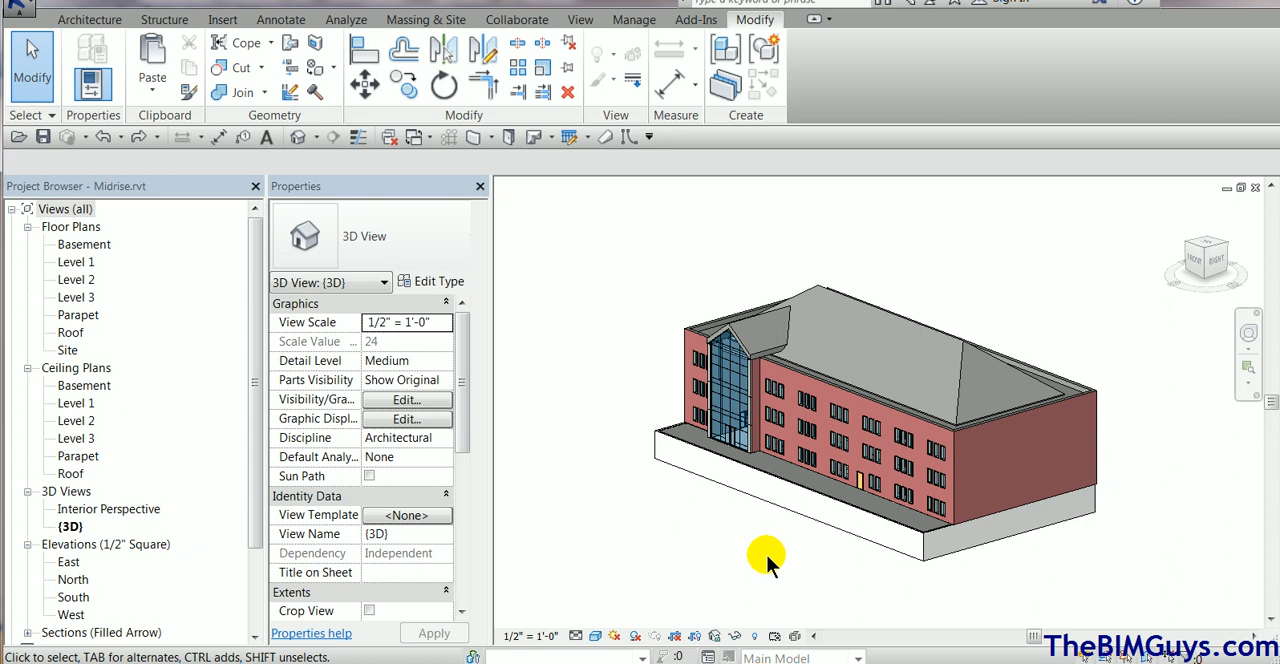 Type a keyword or phrase
Sign In
Architecture Structure Insert Annotate Analyze Massing & Site Collaborate View Manage Add-Ins Modify
Modify
Paste
Cope
Cut
Join
Select Properties Clipboard Geometry Modify View Measure Create
A
Project Browser - Midrise.rvt
Views (all)
Floor Plans
Basement
Level 1
Level 2
Level 3
Parapet
Roof
Site
Ceiling Plans
Basement
Level 1
Level 2
Level 3
Parapet
Roof
3D Views
Interior Perspective
{3D}
Elevations (1/2" Square)
East
North
South
West
Sections (Filled Arrow)
Properties
3D View
3D View: {3D} Edit Type
Graphics
View Scale 1/2" = 1'-0"
Scale Value ... 24
Detail Level Medium
Parts Visibility Show Original
Visibility/Gra... Edit...
Graphic Displ... Edit...
Discipline Architectural
Default Analy... None
Sun Path
Identity Data
View Template <None>
View Name {3D}
Dependency Independent
Title on Sheet
Extents
Crop View
Properties help Apply
FRONT RIGHT
1/2" = 1'-0"
Click to select, TAB for alternates, CTRL adds, SHIFT unselects.
:0 Main Model :0
TheBIMGuys.com